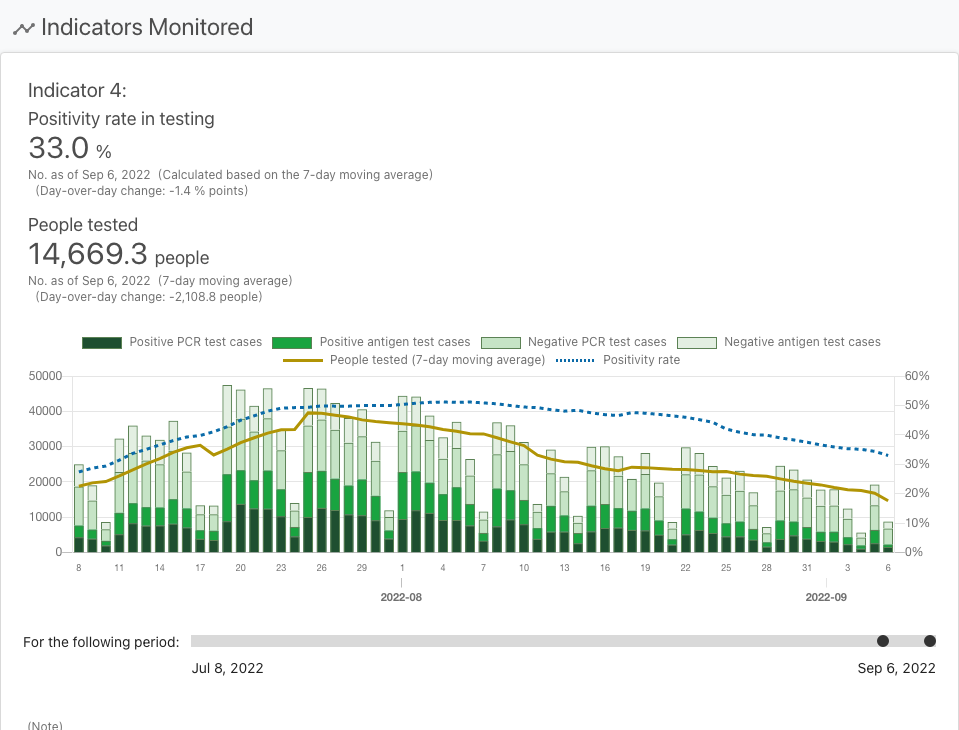 Indicators Monitored
Indicator 4:
Positivity rate in testing
33.0 %
No. as of Sep 6, 2022 (Calculated based on the 7-day moving average)
(Day-over-day change: -1.4 % points)
People tested
14,669.3 people
No. as of Sep 6, 2022 (7-day moving average)
(Day-over-day change: -2,108.8 people)
Positive PCR test cases Positive antigen test cases Negative PCR test cases Negative antigen test cases
People tested (7-day moving average) Positivity rate
50000 60%
50%
40000
40%
30000
30%
20000
20%
10000
10%
0 0%
8 11 14 17 20 23 26 29 1 4 7 10 13 16 19 22 25 28 31 3 6
2022-08 2022-09
For the following period:
Jul 8, 2022 Sep 6, 2022
(Note)